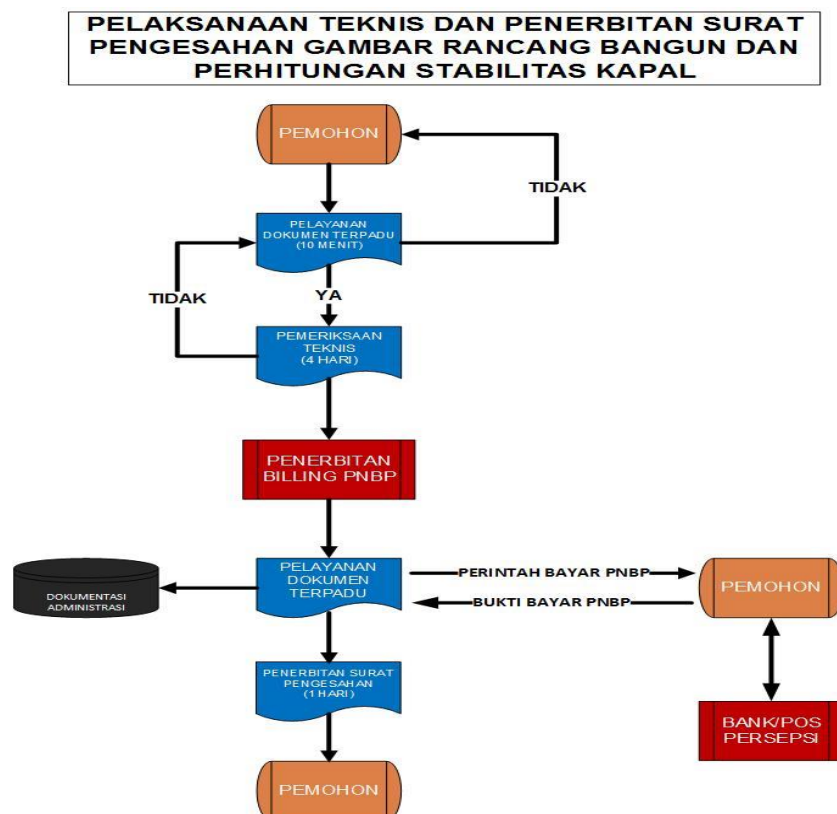 PELAKSANAAN TEKNIS DAN PENERBITAN SURAT
PENGESAHAN GAMBAR RANCANG BANGUN DAN
PERHITUNGAN STABILITAS KAPAL
PEMOHON
TIDAK
PELAYANAN
DOKUMEN TERPADU
(10 MENIT)
TIDAK
YA
PEMERIKSAAN
TEKNIS
(4 HARI)
PENERBITAN
BILLING PNBP
PELAYANAN
DOKUMEN
TERPADU
PERINTAH BAYAR PNBP
BUKTI BAYAR PNBP
PEMOHON
DOKUMENTASI
ADMINISTRASI
PENERBITAN SURAT
PENGESAHAN
(1 HARI)
BANK/POS
PERSEPSI
PEMOHON